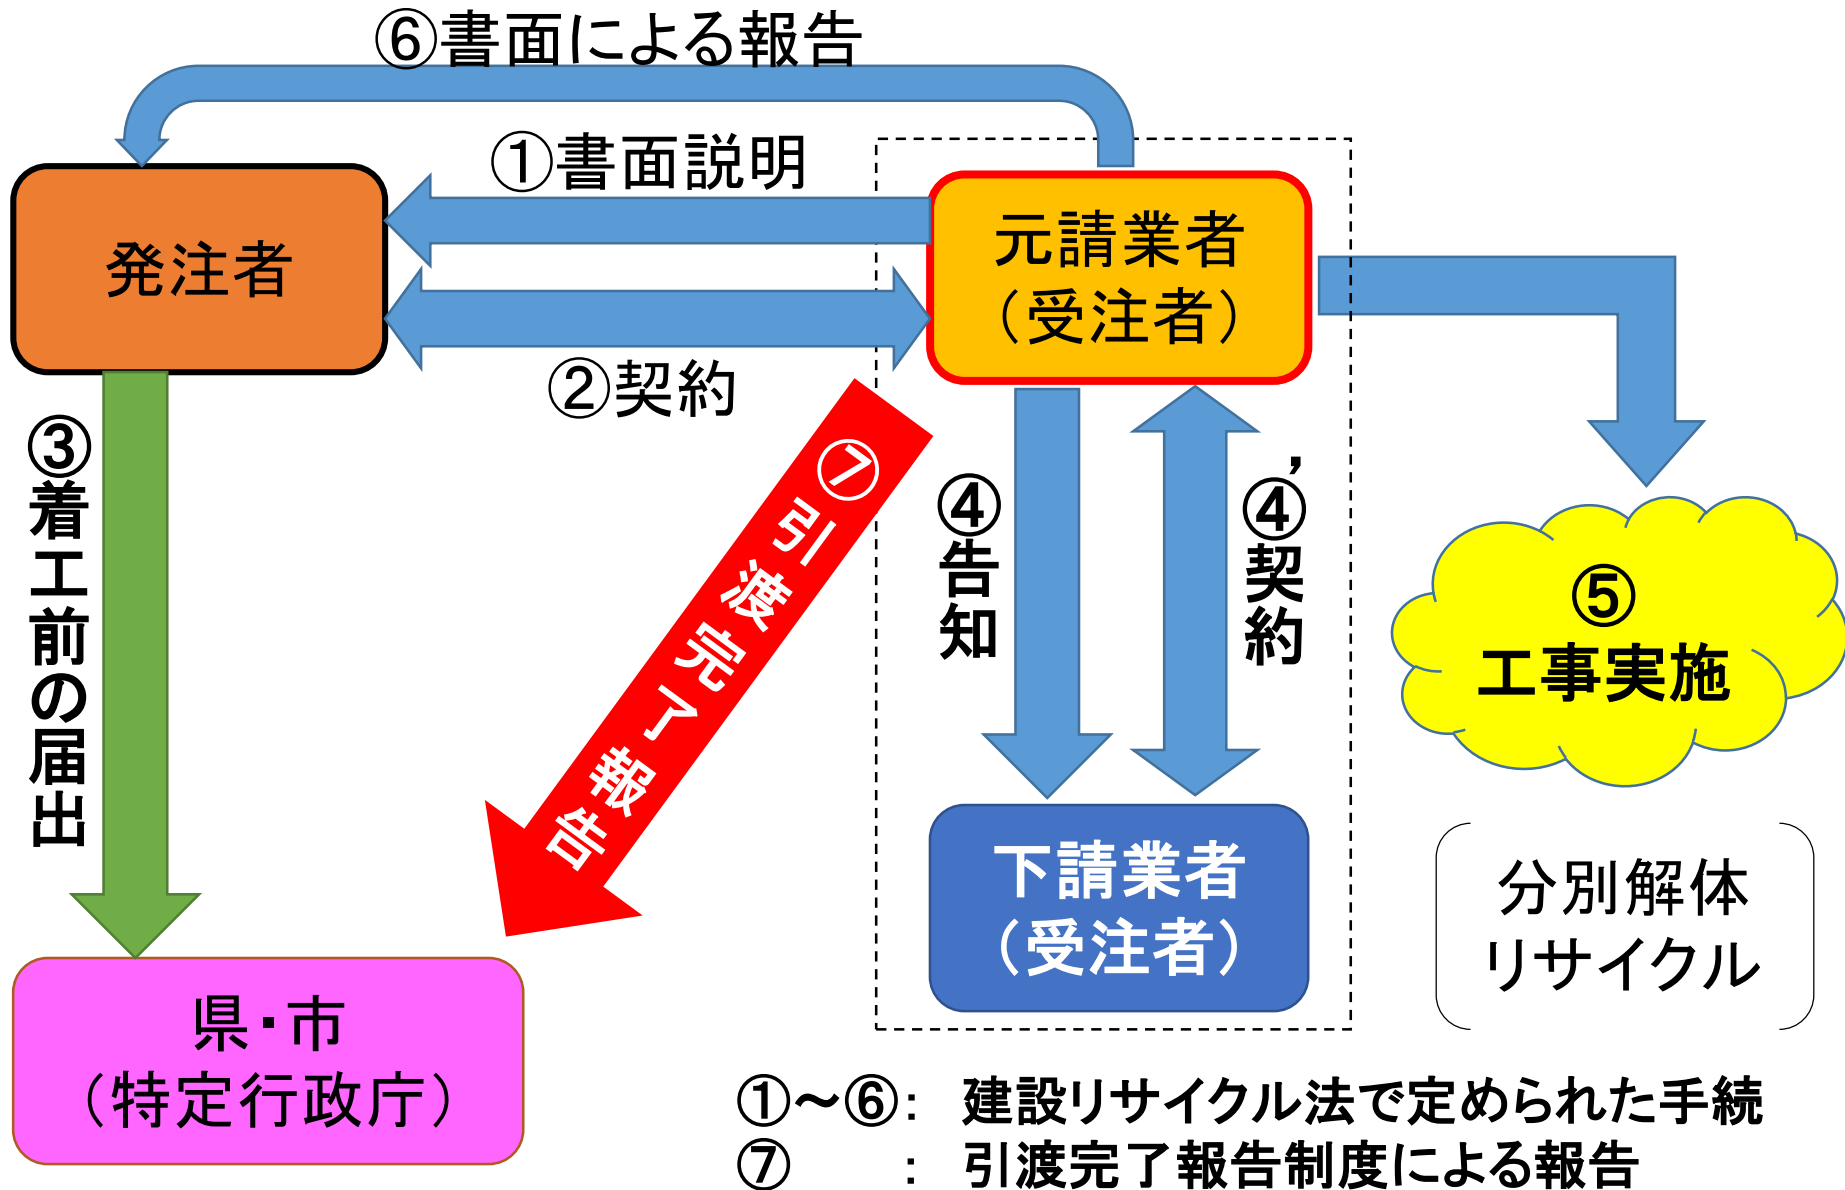 ⑥書面による報告
①書面説明
発注者
元請業者
（受注者）
②契約
③着工前の届出
⑦引渡完了報告
④告知
④’契約
⑤
工事実施
下請業者
（受注者）
分別解体
リサイクル
県・市
（特定行政庁）
①～⑥： 建設リサイクル法で定められた手続
⑦ ： 引渡完了報告制度による報告